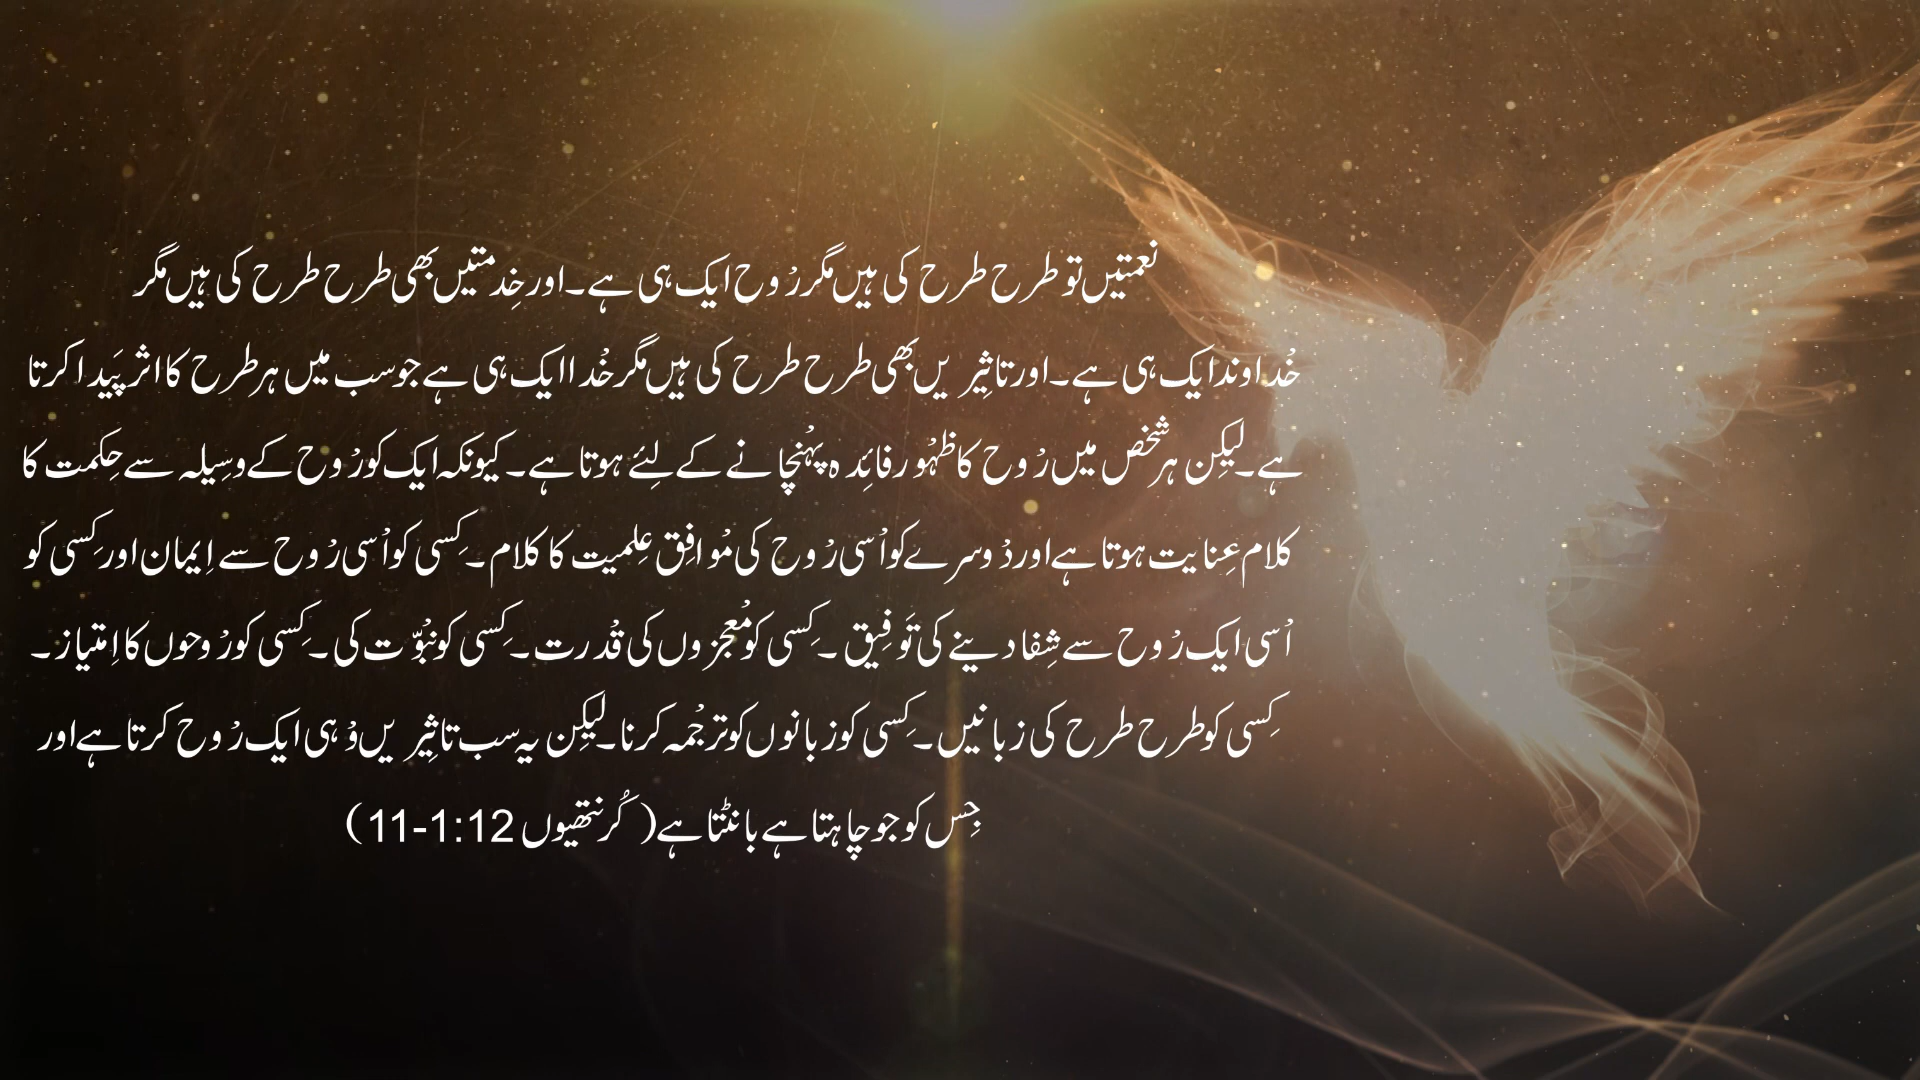 نعمتیں تو طرح طرح کی ہیں مگر رُوح ایک ہی ہے۔ اور خِدمتیں بھی طرح طرح کی ہیں مگر
خُداوند ایک ہی ہے۔ اور تاثِیریں بھی طرح طرح کی ہیں مگر خُدا ایک ہی ہے جو سب میں ہر طرح کا اثر پَیدا کرتا
ہے۔ لیکِن ہر شخص میں رُوح کا ظہُور فائِدہ پہُنچانے کے لِئے ہوتا ہے۔ کیونکہ ایک کو رُوح کے وسِیلہ سے حِکمت کا
کلام عِنایت ہوتا ہے اور دُوسرے کو اُسی رُوح کی مُوافِق عِلمیت کا کلام۔ کِسی کو اُسی رُوح سے اِیمان اور کِسی کو
اُسی ایک رُوح سے شِفا دینے کی تَوفِیق۔ کِسی کو مُعجزوں کی قُدرت۔ کِسی کو نبُوّت کی۔ کِسی کو رُوحوں کا اِمتیاز۔
کِسی کو طرح طرح کی زبانیں۔ کِسی کو زبانوں کو ترجُمہ کرنا۔ لیکِن یہ سب تاثِیریں وُہی ایک رُوح کرتا ہے اور
جِس کو جو چاہتا ہے بانٹتا ہے( کُرنتھیوں 12:1-11)